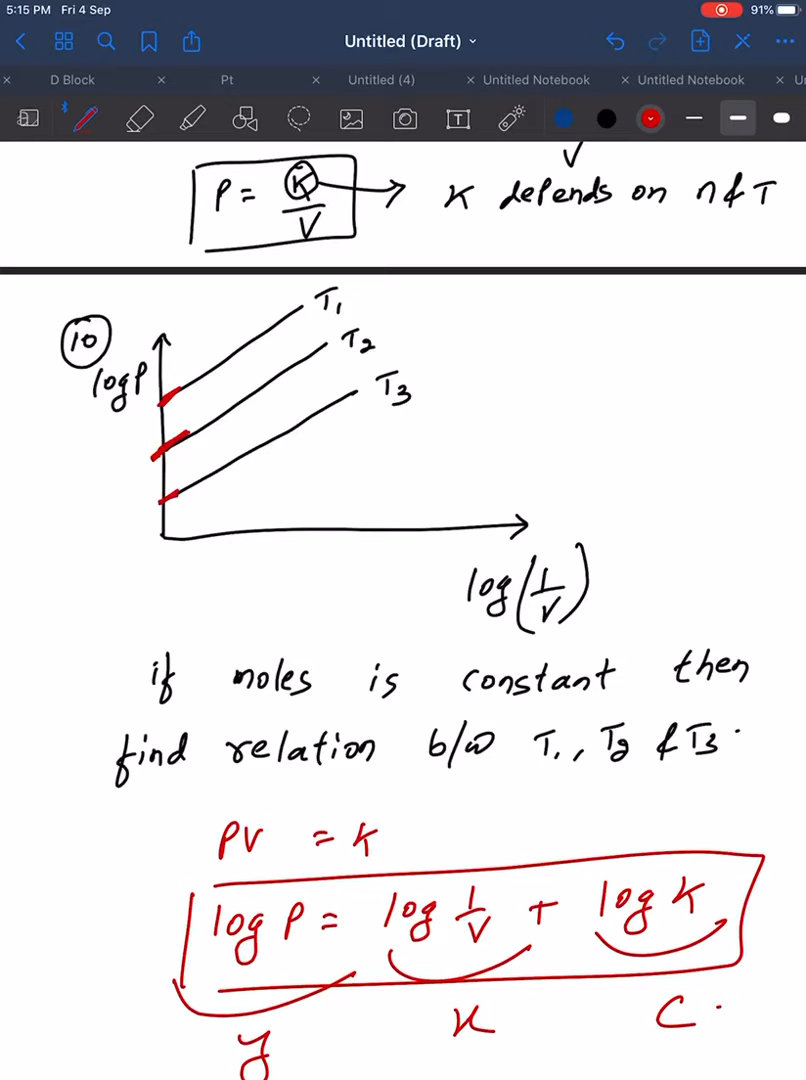 5:15 PM Fri 4 Sep 91%
Untitled (Draft)
D Block Pt Untitled (4) Untitled Notebook Untitled Notebook
T
V
P = K/V → K depends on n & T
10
log P
T1
T2
T3
log(1/V)
if moles is constant then
find relation b/w T1, T2 & T3.
PV = K
log P = log 1/V + log K
y x C